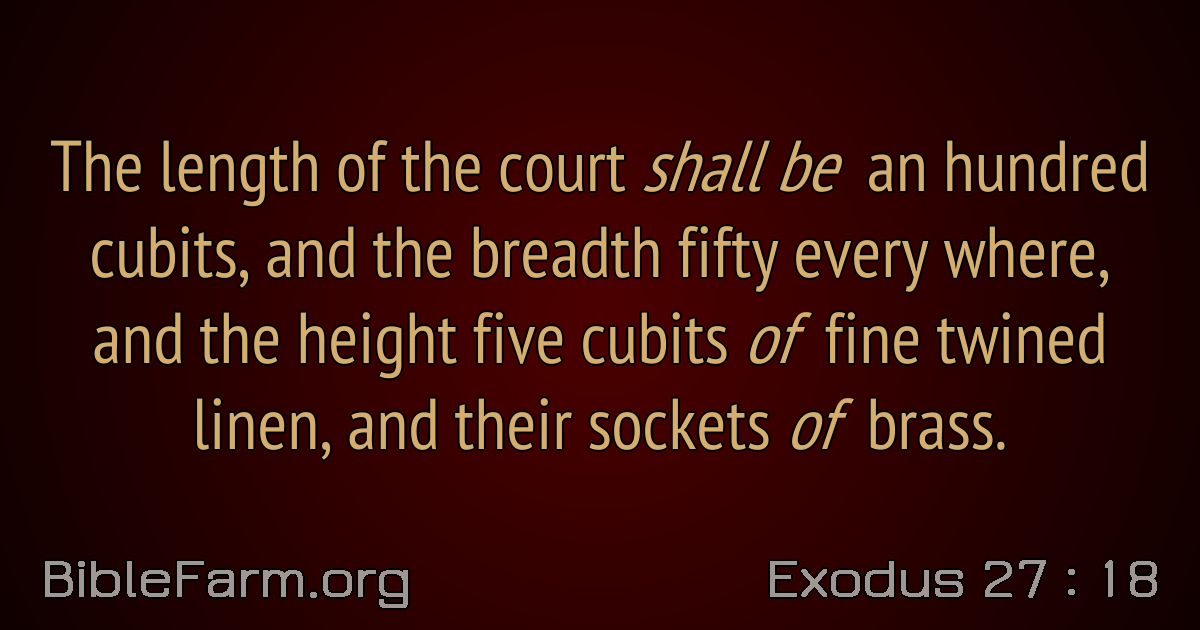 The length of the court shall be an hundred
cubits, and the breadth fifty every where,
and the height five cubits of fine twined
linen, and their sockets of brass.
BibleFarm.org
Exodus 27 : 18